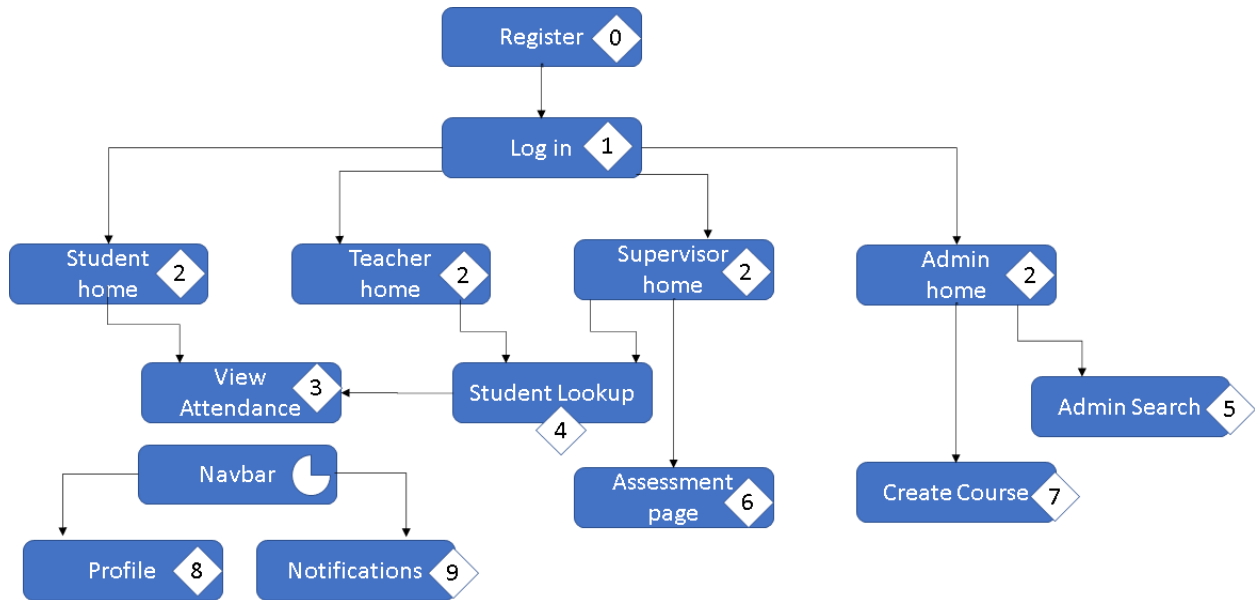 Register 0
Log in 1
Student
home
2
Teacher
home
2
Supervisor
home
2
Admin
home
2
View
Attendance
3
Student Lookup
4
Admin Search 5
Navbar
Assessment
page
6
Create Course 7
Profile 8
Notifications 9